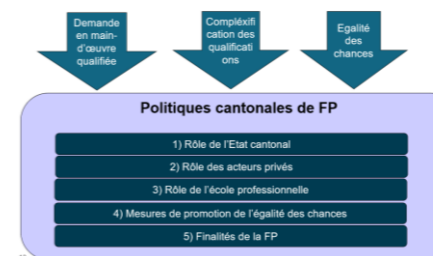 Demande
en main-
d'œuvre
qualifiée
Compléxifi
cation des
qualificati
ons
Egalité
des
chances
Politiques cantonales de FP
1) Rôle de l'Etat cantonal
2) Rôle des acteurs privés
3) Rôle de l'école professionnelle
4) Mesures de promotion de l'égalité des chances
5) Finalités de la FP